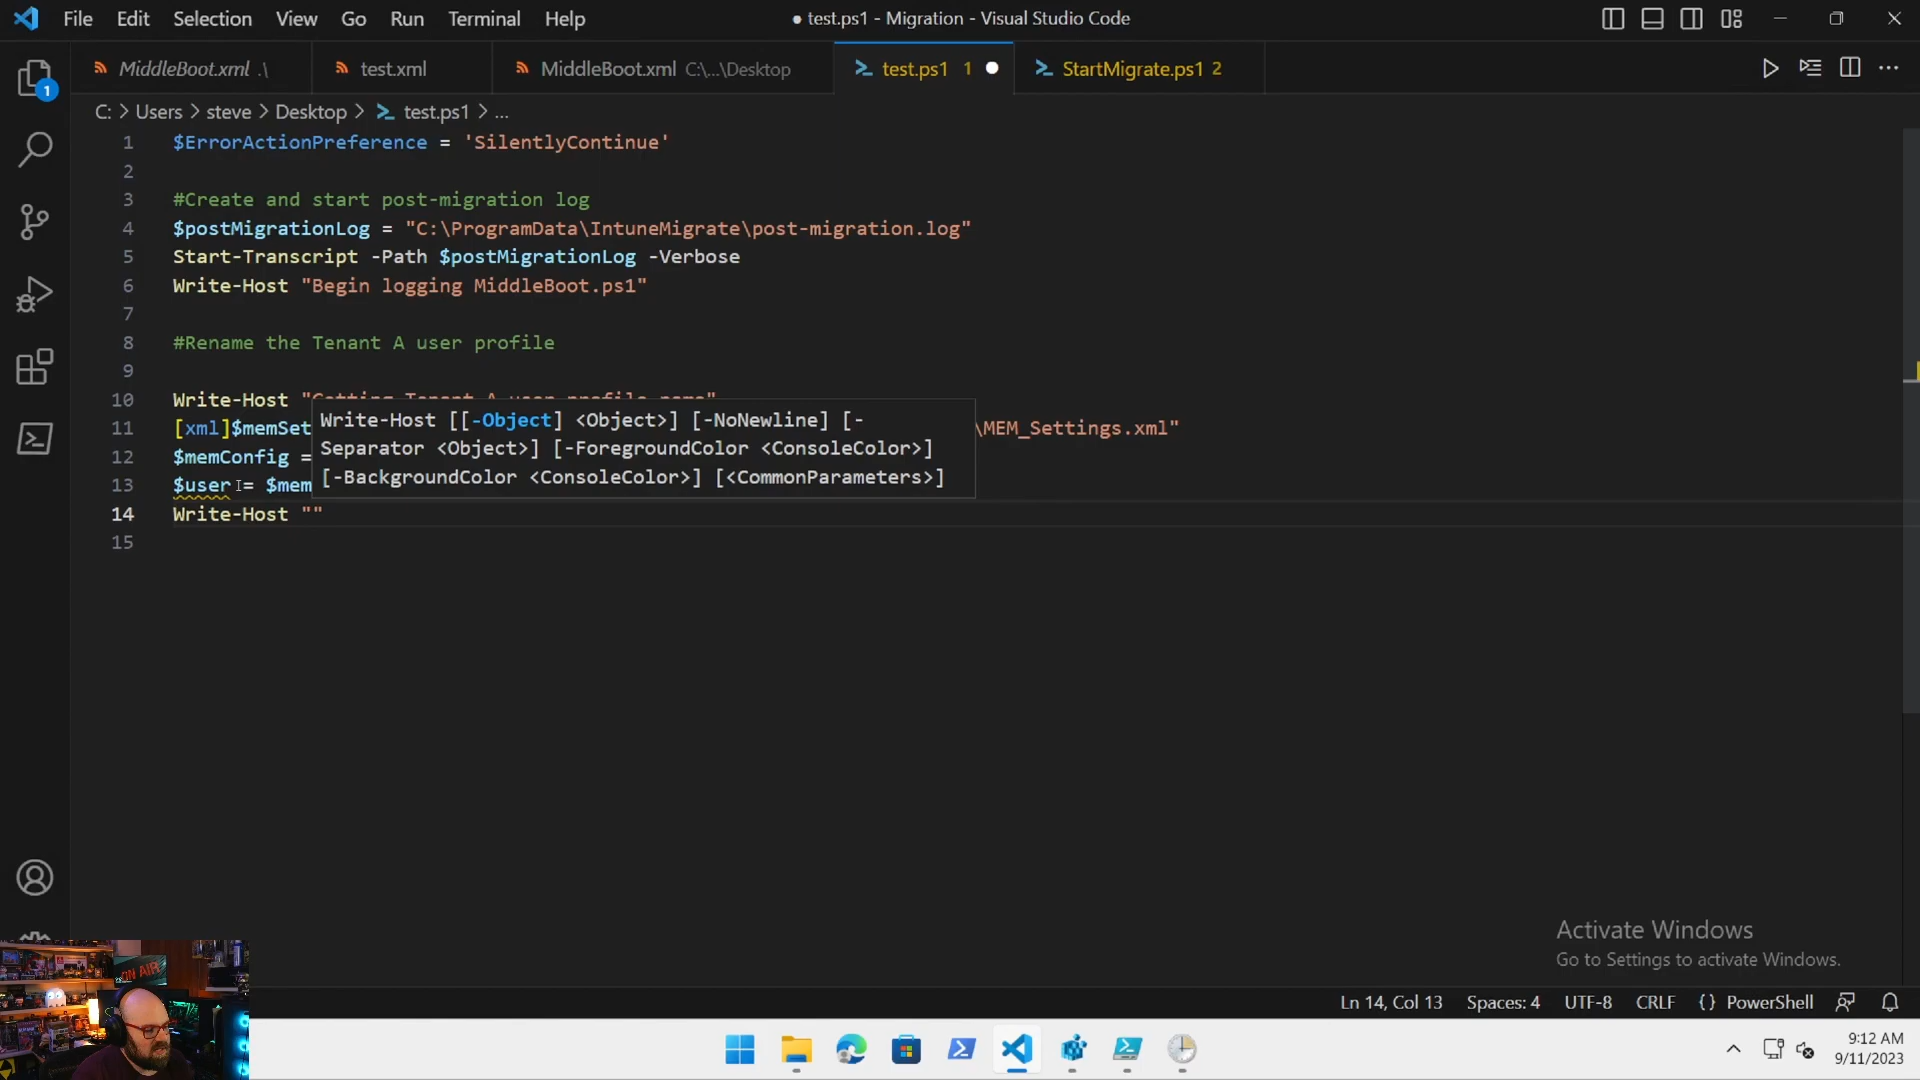 File Edit Selection View Go Run Terminal Help
● test.ps1 - Migration - Visual Studio Code
MiddleBoot.xml .\ test.xml MiddleBoot.xml C:\...\Desktop test.ps1 1 StartMigrate.ps1 2
1
C: > Users > steve > Desktop > test.ps1 > ...
1 $ErrorActionPreference = 'SilentlyContinue'
2
3 #Create and start post-migration log
4 $postMigrationLog = "C:\ProgramData\IntuneMigrate\post-migration.log"
5 Start-Transcript -Path $postMigrationLog -Verbose
6 Write-Host "Begin logging MiddleBoot.ps1"
7
8 #Rename the Tenant A user profile
9
10 Write-Host "Getting Tenant A user profile name"
11 [xml]$memSet \MEM_Settings.xml"
12 $memConfig =
13 $user = $mem
14 Write-Host ""
15
Write-Host [[-Object] <Object>] [-NoNewline] [-
Separator <Object>] [-ForegroundColor <ConsoleColor>]
[-BackgroundColor <ConsoleColor>] [<CommonParameters>]
Activate Windows
Go to Settings to activate Windows.
ON AIR
Ln 14, Col 13 Spaces: 4 UTF-8 CRLF {} PowerShell
9:12 AM
9/11/2023